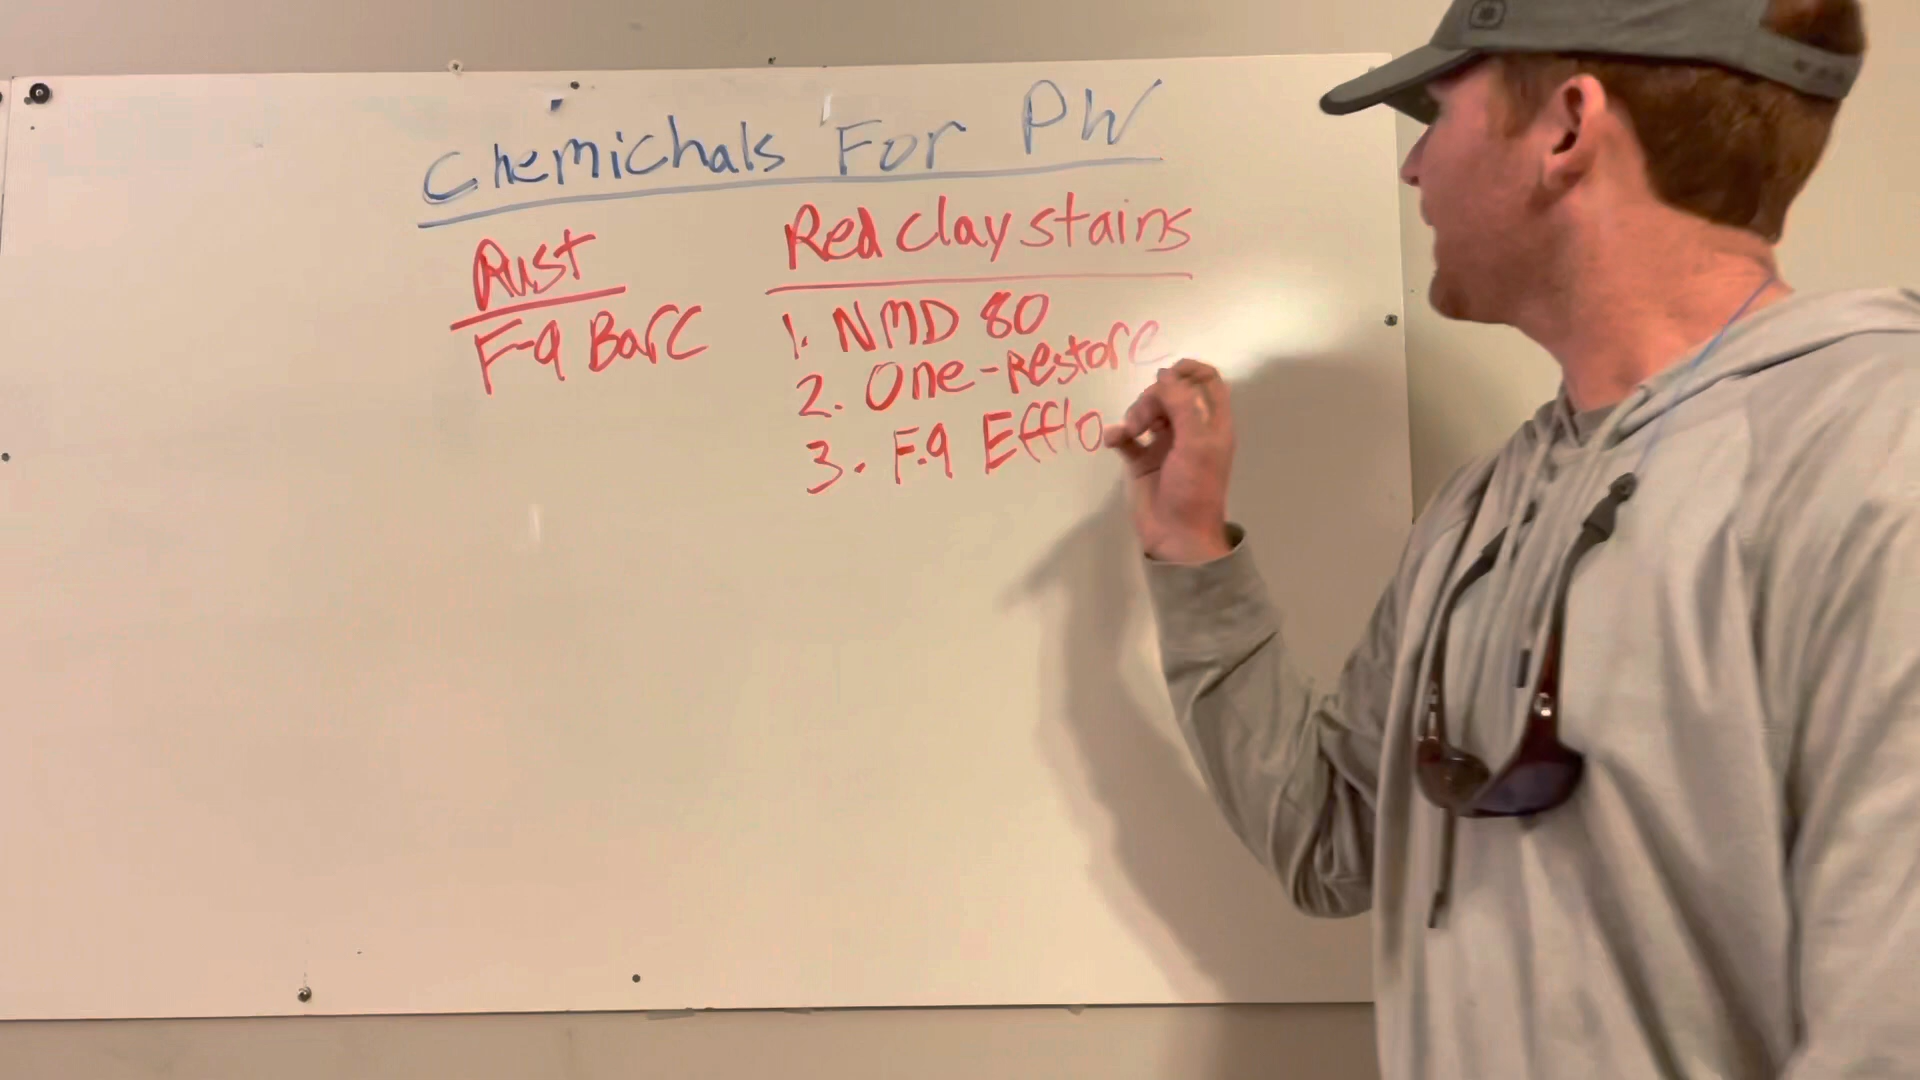 Chemichals For PW
Rust
F-9 BarC
Red clay stains
1. NMD 80
2. One-Restore
3. F.9 Efflo